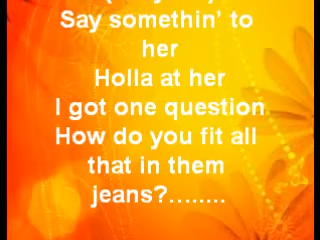 Say somethin’ to
her
Holla at her
I got one question
How do you fit all
that in them
jeans?….....